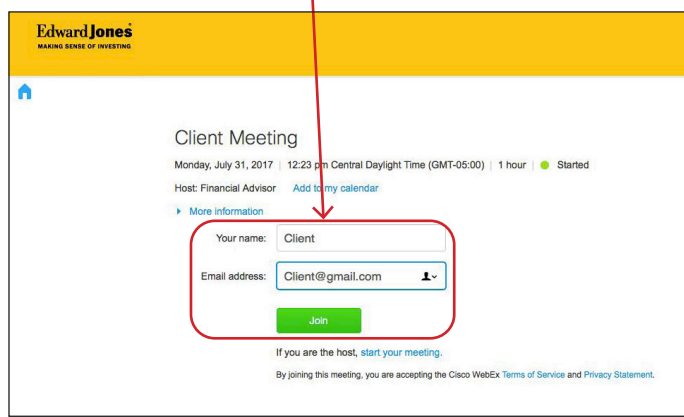 Edward Jones
MAKING SENSE OF INVESTING
Client Meeting
Monday, July 31, 2017 | 12:23 pm Central Daylight Time (GMT-05:00) | 1 hour | Started
Host: Financial Advisor Add to my calendar
More information
Your name: Client
Email address: Client@gmail.com
Join
If you are the host, start your meeting.
By joining this meeting, you are accepting the Cisco WebEx Terms of Service and Privacy Statement.